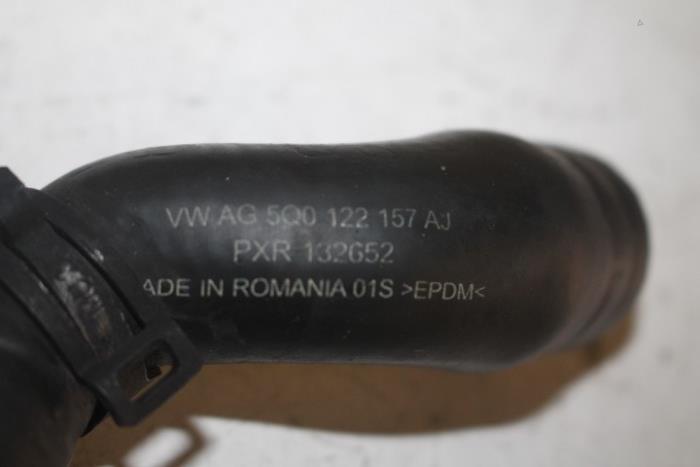 VW AG 5Q0 122 157 AJ
PXR 132652
ADE IN ROMANIA 01S >EPDM<